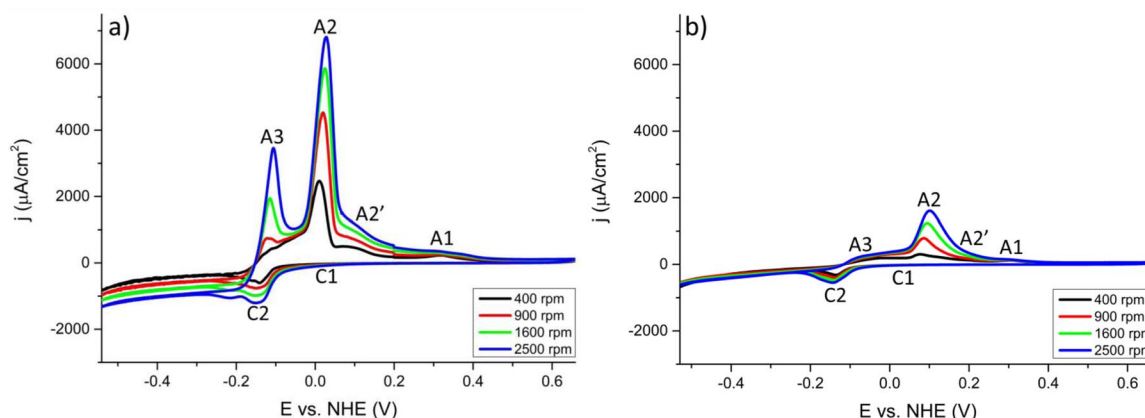 a)
A2
A3
A2’
A1
C1
C2
6000
4000
2000
0
-2000
j (μA/cm²)
-0.4
-0.2
0.0
0.2
0.4
0.6
E vs. NHE (V)
400 rpm
900 rpm
1600 rpm
2500 rpm
b)
A2
A3
A2’
A1
C1
C2
6000
4000
2000
0
-2000
j (μA/cm²)
-0.4
-0.2
0.0
0.2
0.4
0.6
E vs. NHE (V)
400 rpm
900 rpm
1600 rpm
2500 rpm